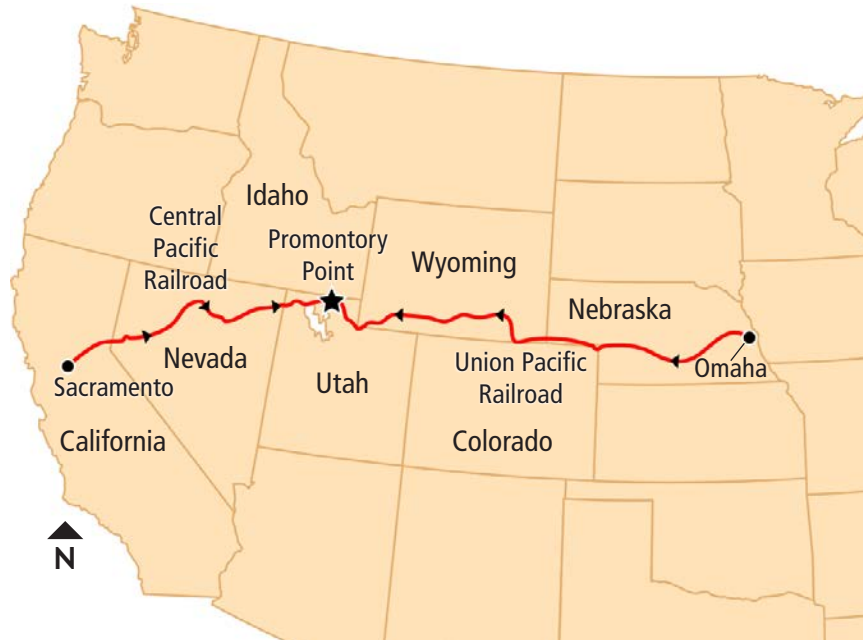 Idaho
Central
Pacific
Railroad
Promontory
Point
Wyoming
Nebraska
Nevada
Utah
Union Pacific
Railroad
Omaha
Sacramento
California
Colorado
N